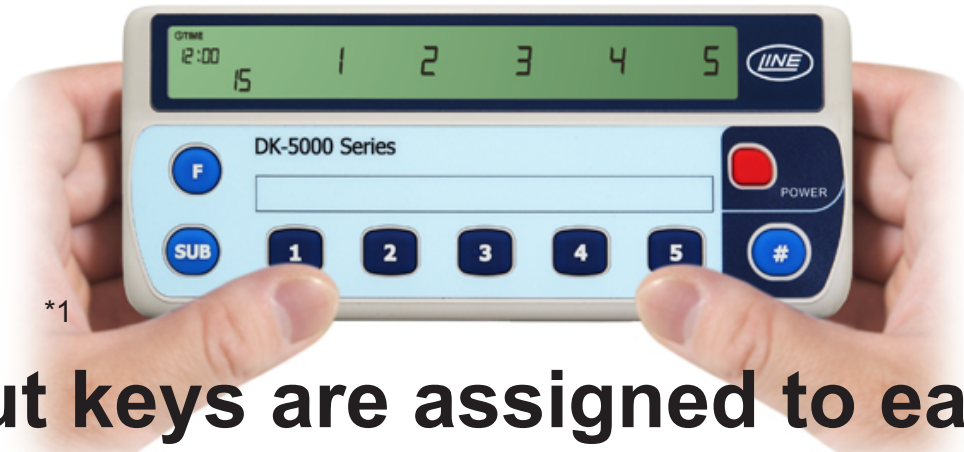 TIME
12:00
15 1 2 3 4 5
LINE
DK-5000 Series
F
POWER
SUB 1 2 3 4 5 #
*1
ut keys are assigned to ea